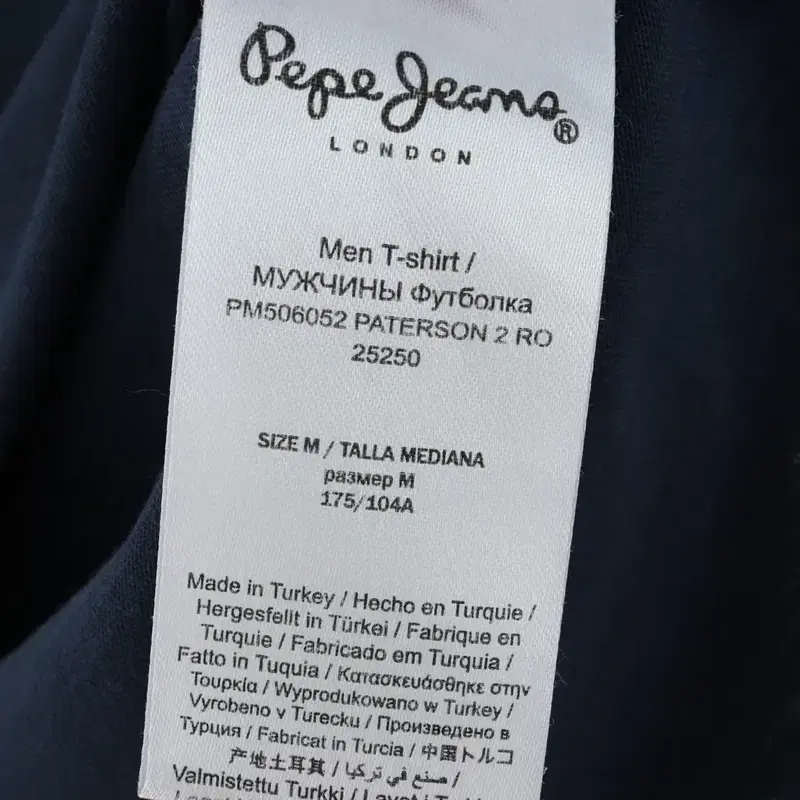 Pepe Jeans®
LONDON
Men T-shirt /
МУЖЧИНЫ Футболка
PM506052 PATERSON 2 RO
25250
SIZE M / TALLA MEDIANA
размер M
175/104A
Made in Turkey / Hecho en Turquie /
Hergesfellt in Türkei / Fabrique en
Turquie / Fabricado em Turquia /
Fatto in Tuquia / Κατασκευάσθηκε στην
Τουρκία / Wyprodukowano w Turkey /
Vyrobeno v Turecku / Произведено в
Турция / Fabricat in Turcia / 中国トルコ
产地土耳其 / صنع في تركيا /
Valmistettu Turkki /